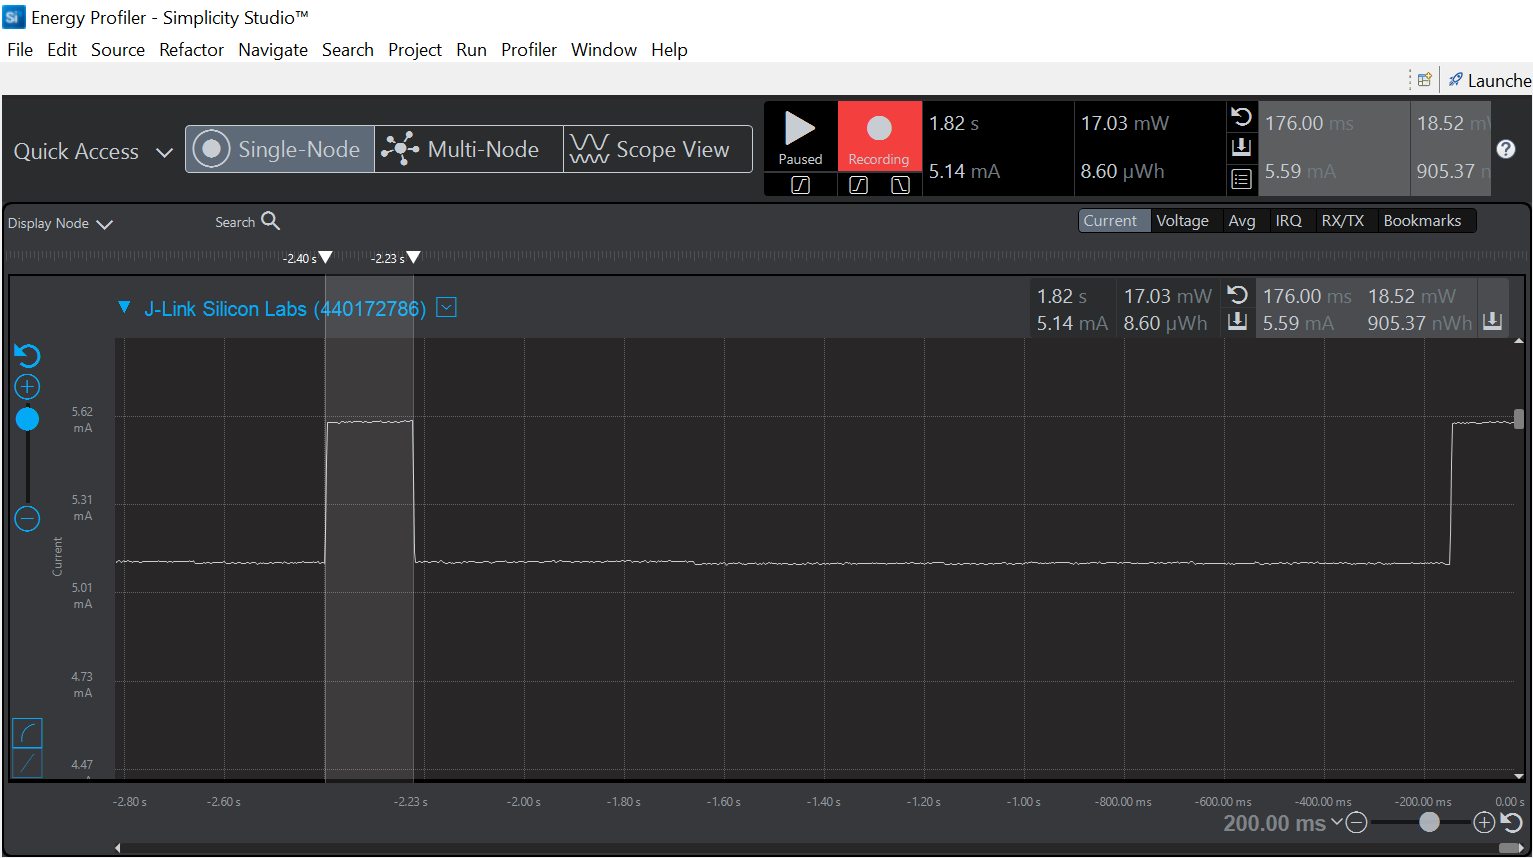 Energy Profiler - Simplicity Studio™
File Edit Source Refactor Navigate Search Project Run Profiler Window Help
Launche
Quick Access
Single-Node
Multi-Node
Scope View
Paused
Recording
1.82 s
5.14 mA
17.03 mW
8.60 µWh
176.00 ms
5.59 mA
18.52 m
905.37 n
Display Node
Search
Current Voltage Avg IRQ RX/TX Bookmarks
-2.40 s -2.23 s
J-Link Silicon Labs (440172786)
1.82 s 17.03 mW 176.00 ms 18.52 mW
5.14 mA 8.60 µWh 5.59 mA 905.37 nWh
Current
5.62
mA
5.31
mA
5.01
mA
4.73
mA
4.47
-2.80 s -2.60 s -2.23 s -2.00 s -1.80 s -1.60 s -1.40 s -1.20 s -1.00 s -800.00 ms -600.00 ms -400.00 ms -200.00 ms 0.00 s
200.00 ms